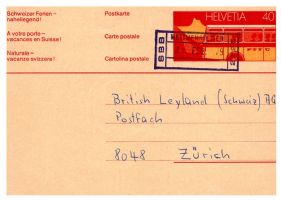 Schweizer Ferien –
naheliegend!
Postkarte
HELVETIA 40
À votre porte –
vacances en Suisse!
Carte postale
SBB
Naturale –
vacanze svizzere!
Cartolina postale
British Leyland (Schweiz) AG
Postfach
8048 Zürich